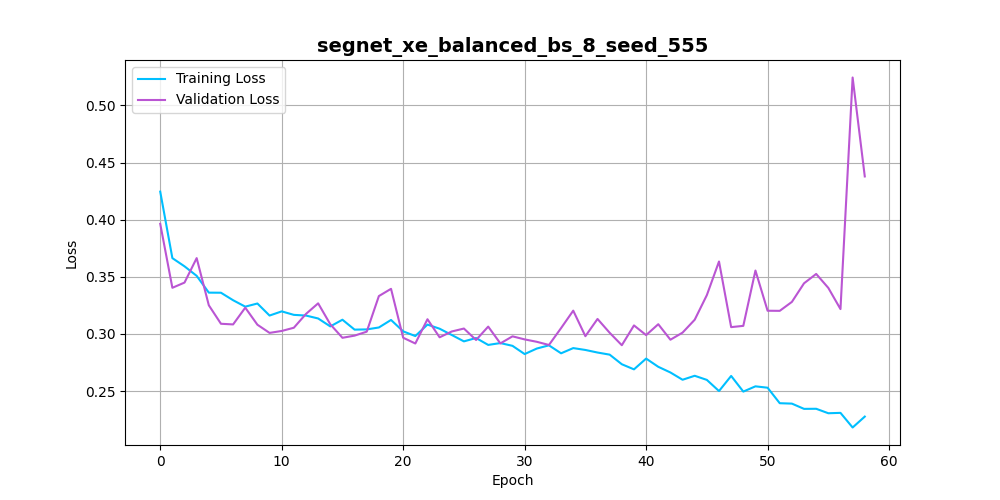 segnet_xe_balanced_bs_8_seed_555
Training Loss
Validation Loss
0.50
0.45
0.40
0.35
0.30
0.25
Loss
0 10 20 30 40 50 60
Epoch